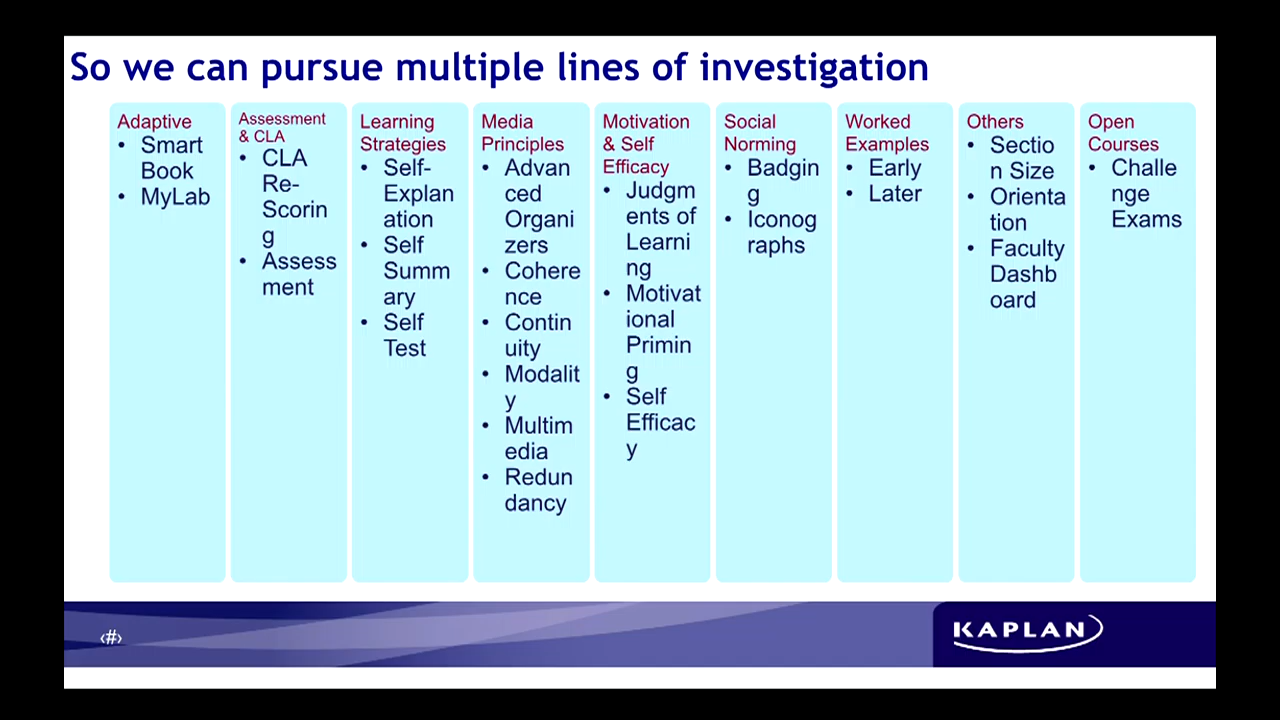 So we can pursue multiple lines of investigation
Adaptive
• Smart
Book
• MyLab
Assessment
& CLA
• CLA
Re-
Scorin
g
• Assess
ment
Learning
Strategies
• Self-
Explan
ation
• Self
Summ
ary
• Self
Test
Media
Principles
• Advan
ced
Organi
zers
• Cohere
nce
• Contin
uity
• Modalit
y
• Multim
edia
• Redun
dancy
Motivation
& Self
Efficacy
• Judgm
ents of
Learni
ng
• Motivat
ional
Primin
g
• Self
Efficac
y
Social
Norming
• Badgin
g
• Iconog
raphs
Worked
Examples
• Early
• Later
Others
• Sectio
n Size
• Orienta
tion
• Faculty
Dashb
oard
Open
Courses
• Challe
nge
Exams
‹#›
KAPLAN